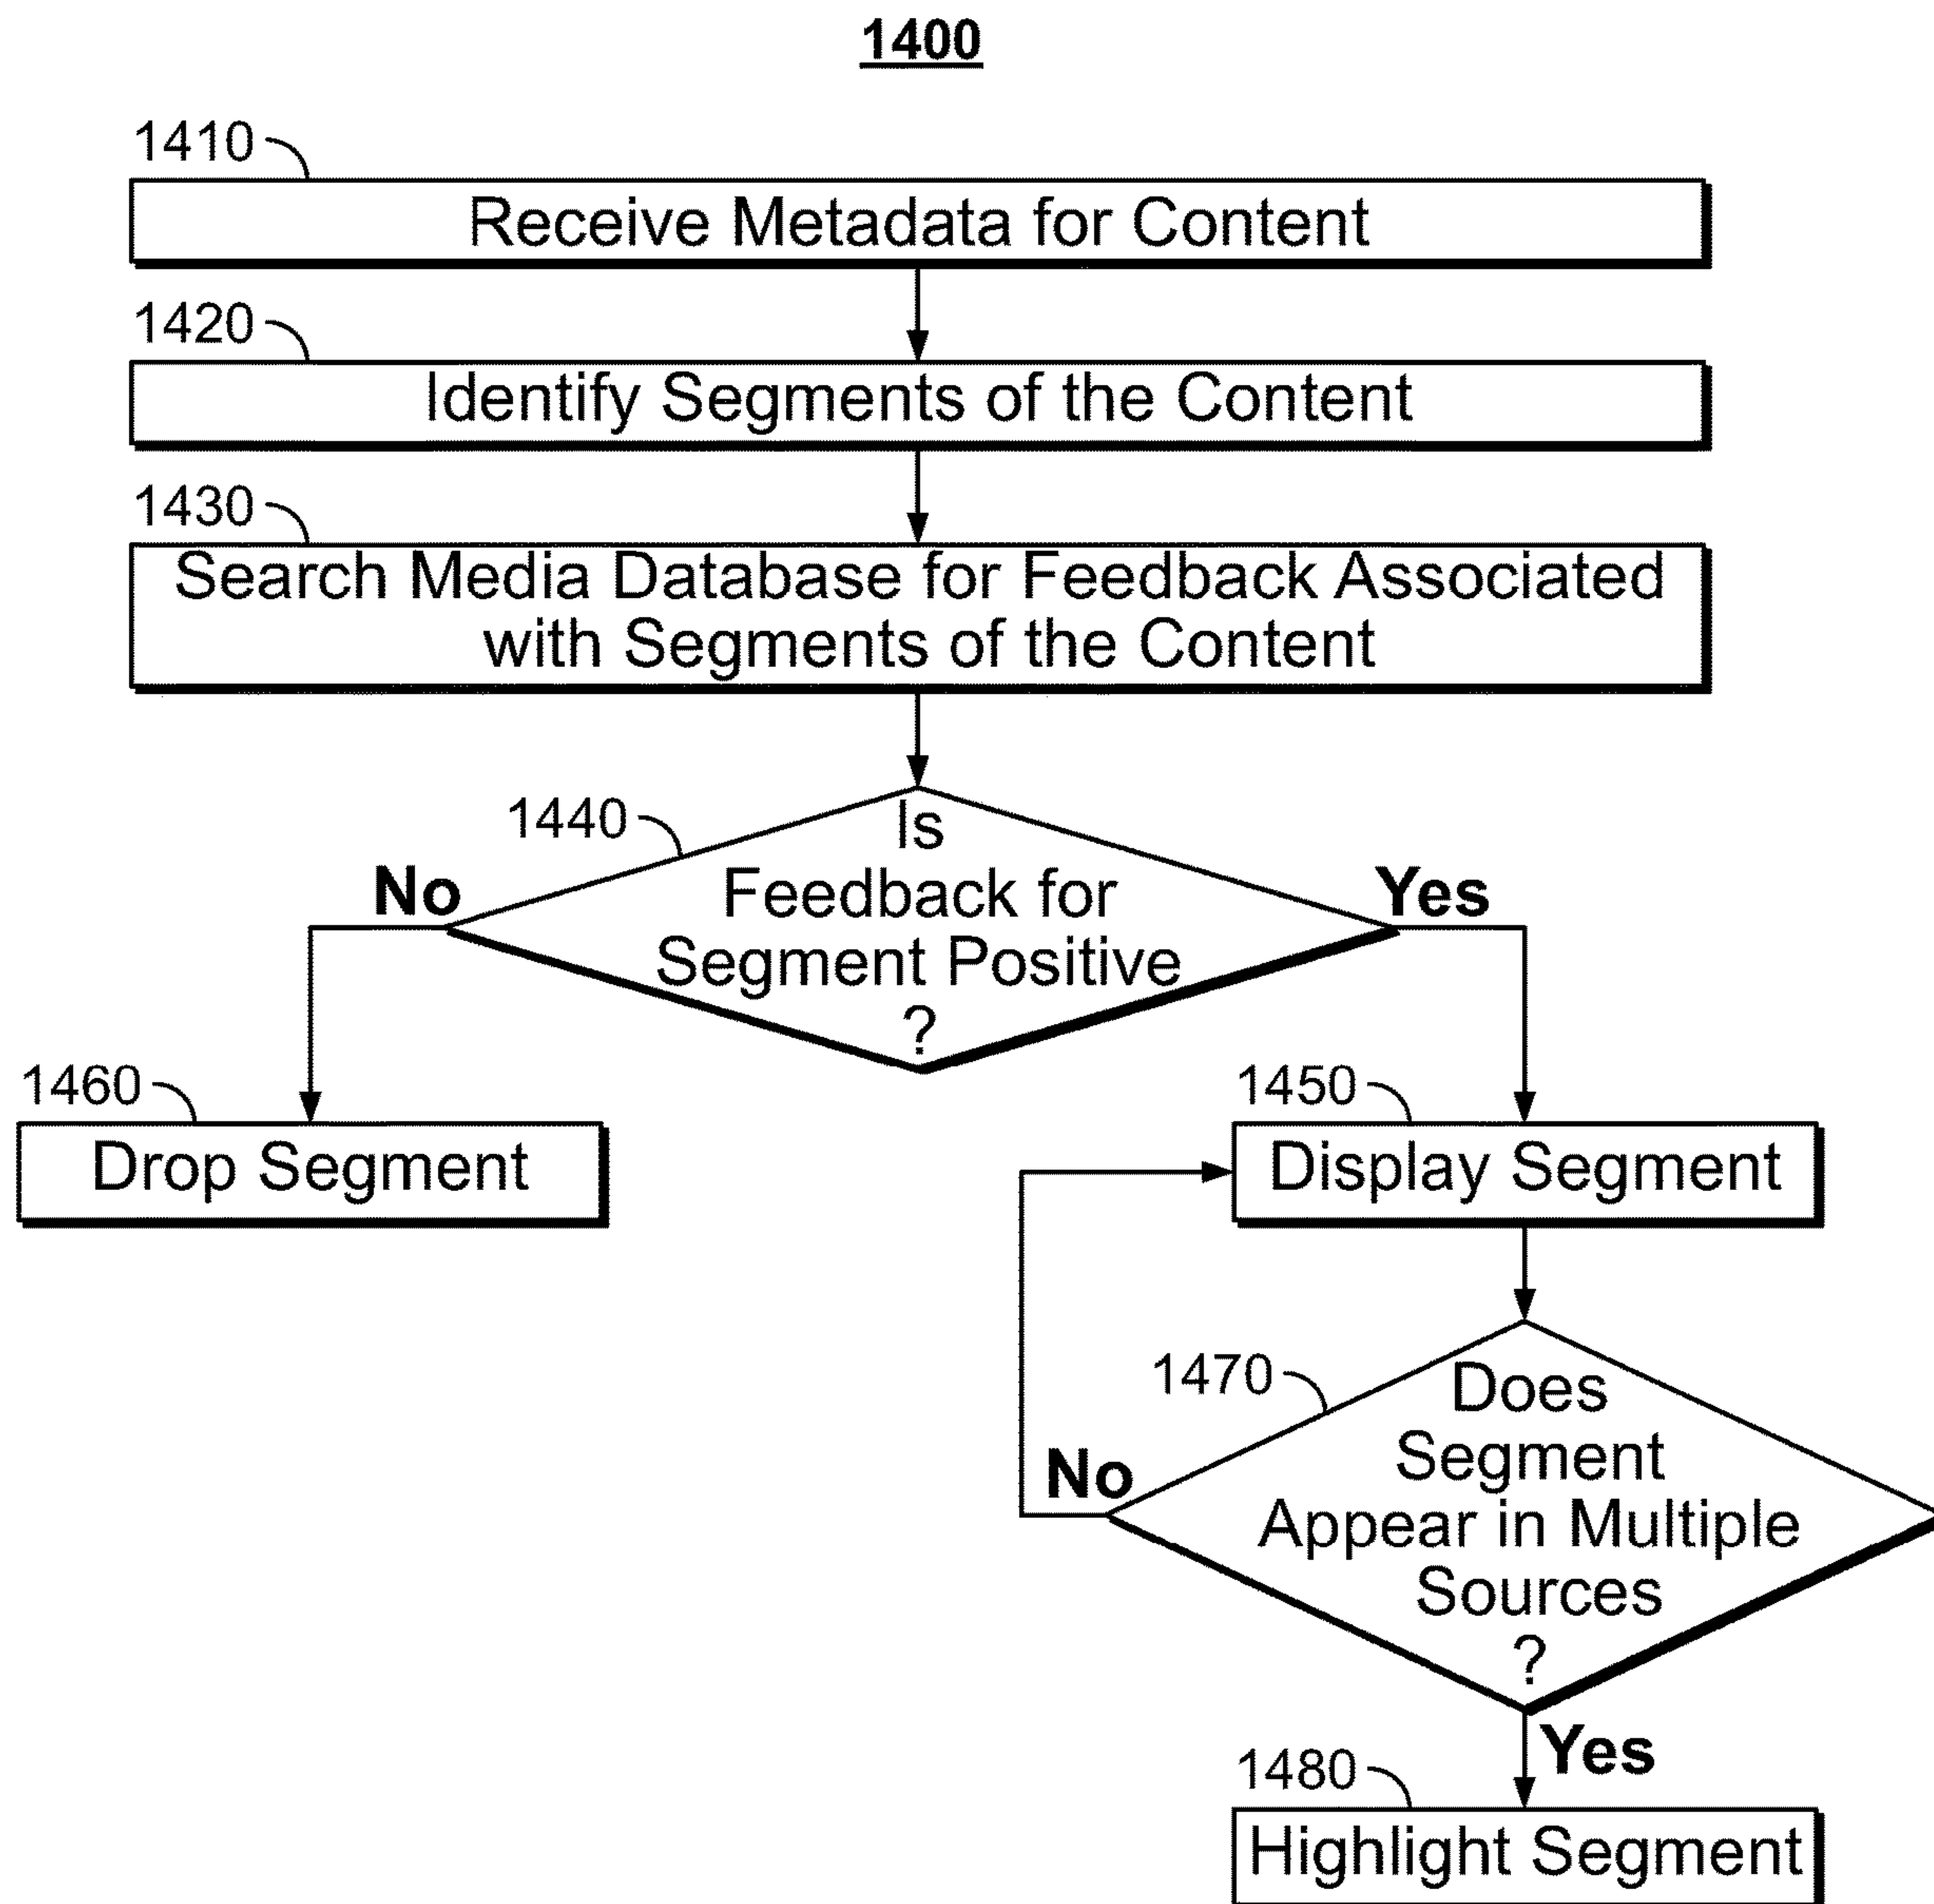 1400
1410
Receive Metadata for Content
1420
Identify Segments of the Content
1430
Search Media Database for Feedback Associated
with Segments of the Content
1440
Is
Feedback for
Segment Positive
?
No
Yes
1460
Drop Segment
1450
Display Segment
1470
Does
Segment
Appear in Multiple
Sources
?
No
Yes
1480
Highlight Segment